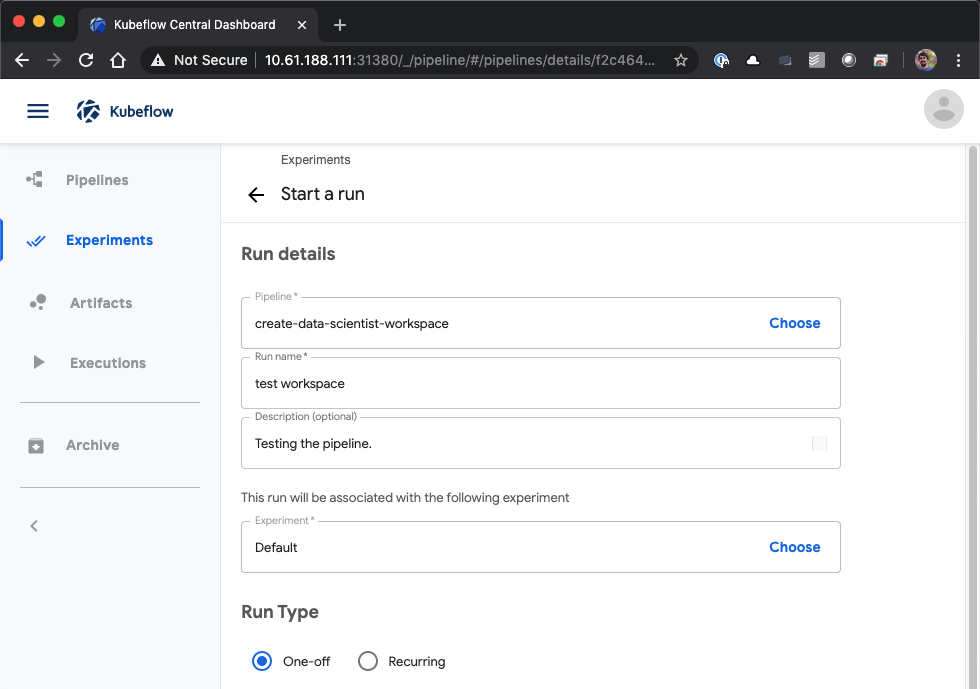 Kubeflow Central Dashboard
Not Secure 10.61.188.111:31380/_/pipeline/#/pipelines/details/f2c464...
Kubeflow
Pipelines
Experiments
Artifacts
Executions
Archive
Experiments
Start a run
Run details
Pipeline *
create-data-scientist-workspace Choose
Run name *
test workspace
Description (optional)
Testing the pipeline.
This run will be associated with the following experiment
Experiment *
Default Choose
Run Type
One-off Recurring